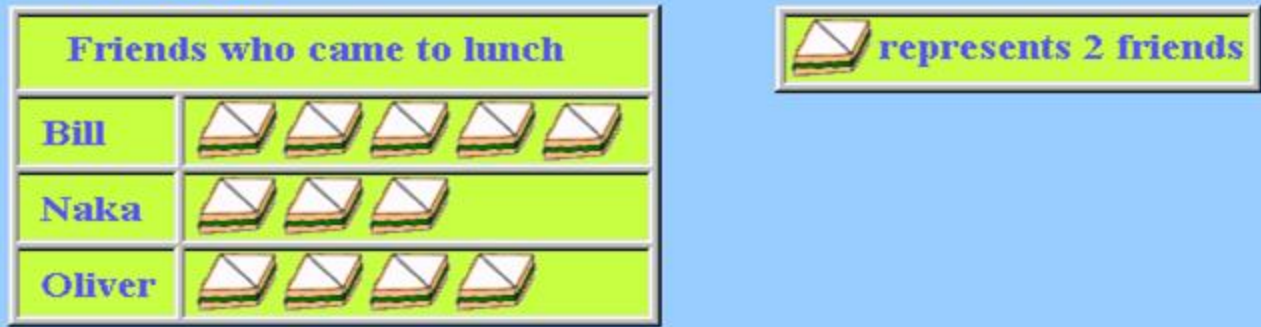 Friends who came to lunch
represents 2 friends
Bill
Naka
Oliver